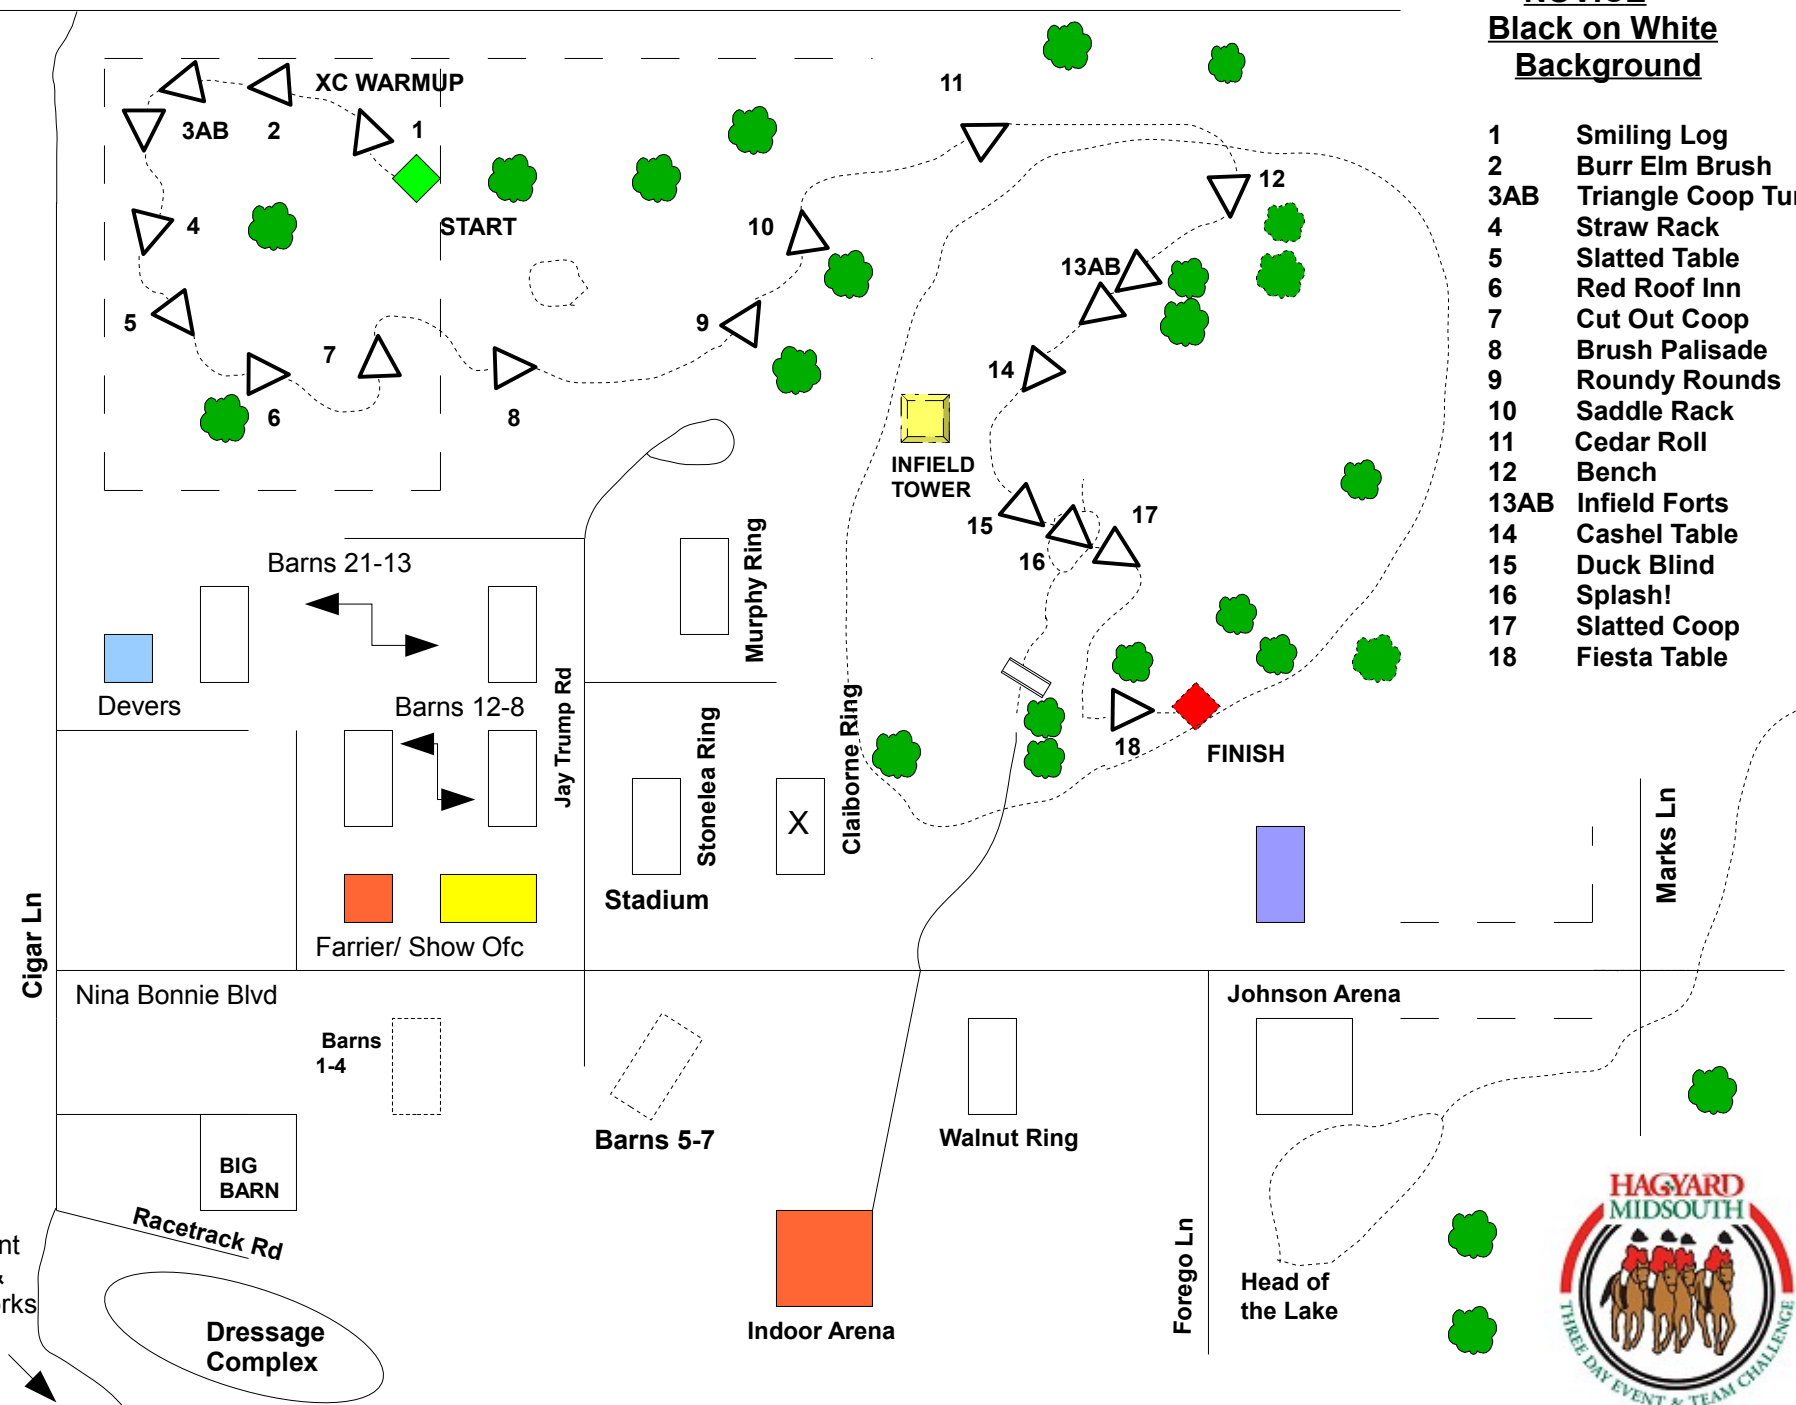 Black on White
Background
1 Smiling Log
2 Burr Elm Brush
3AB Triangle Coop
4 Straw Rack
5 Slatted Table
6 Red Roof Inn
7 Cut Out Coop
8 Brush Palisade
9 Roundy Rounds
10 Saddle Rack
11 Cedar Roll
12 Bench
13AB Infield Forts
14 Cashel Table
15 Duck Blind
16 Splash!
17 Slatted Coop
18 Fiesta Table
XC WARMUP
11
3AB
2
1
12
4
START
10
13AB
5
9
7
14
6
8
INFIELD
TOWER
15
17
16
Barns 21-13
Murphy Ring
Devers
Barns 12-8
Jay Trump Rd
Stonelea Ring
Claiborne Ring
18
FINISH
X
Marks Ln
Stadium
Farrier/ Show Ofc
Cigar Ln
Nina Bonnie Blvd
Johnson Arena
Barns
1-4
Barns 5-7
Walnut Ring
BIG
BARN
Racetrack Rd
Forego Ln
Head of
the Lake
Dressage
Complex
Indoor Arena
HAGYARD
MIDSOUTH
THREE DAY EVENT & TEAM CHALLENGE